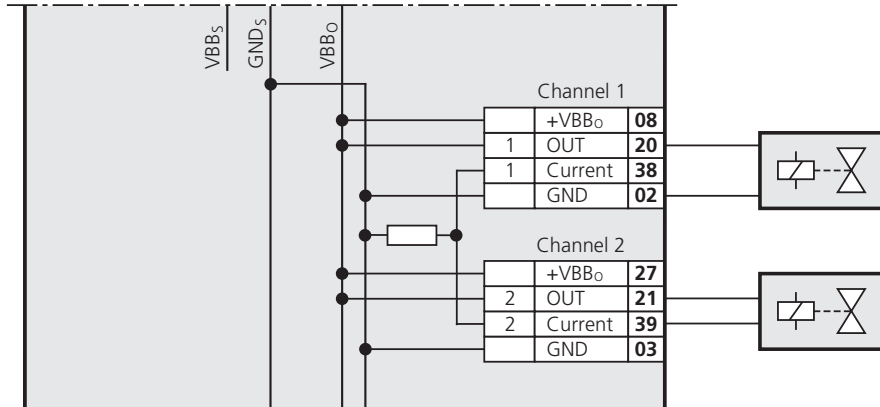 VBBS
GNDS
VBBO
Channel 1
+VBBO 08
1 OUT 20
1 Current 38
GND 02
Channel 2
+VBBO 27
2 OUT 21
2 Current 39
GND 03